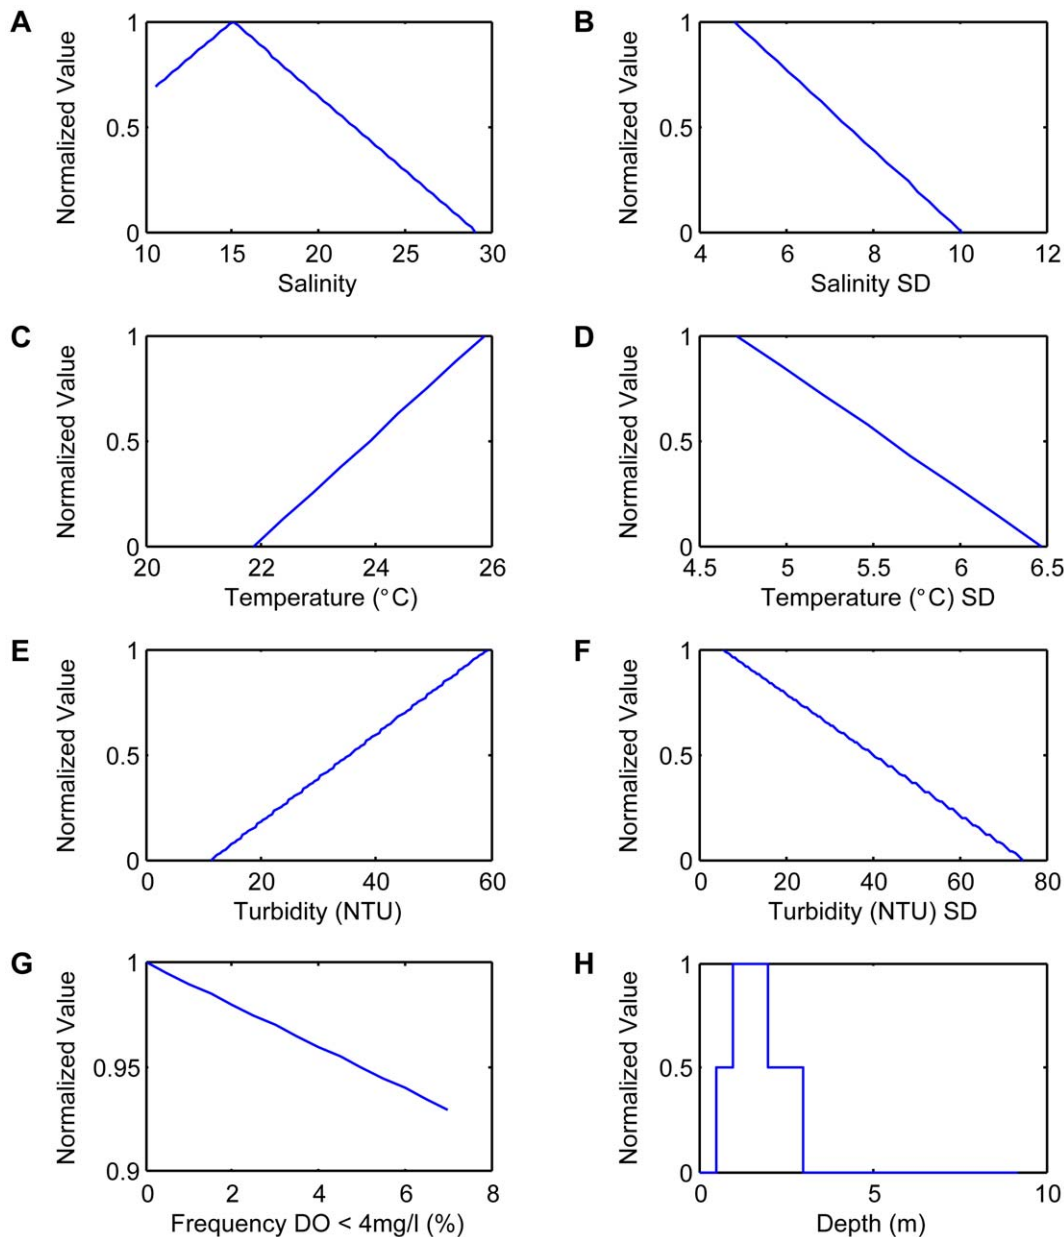 A
Normalized Value
1
0.5
0
10 15 20 25 30
Salinity
B
Normalized Value
1
0.5
0
4 6 8 10 12
Salinity SD
C
Normalized Value
1
0.5
0
20 22 24 26
Temperature (°C)
D
Normalized Value
1
0.5
0
4.5 5 5.5 6 6.5
Temperature (°C) SD
E
Normalized Value
1
0.5
0
0 20 40 60
Turbidity (NTU)
F
Normalized Value
1
0.5
0
0 20 40 60 80
Turbidity (NTU) SD
G
Normalized Value
1
0.95
0.9
0 2 4 6 8
Frequency DO < 4mg/l (%)
H
Normalized Value
1
0.5
0
0 5 10
Depth (m)